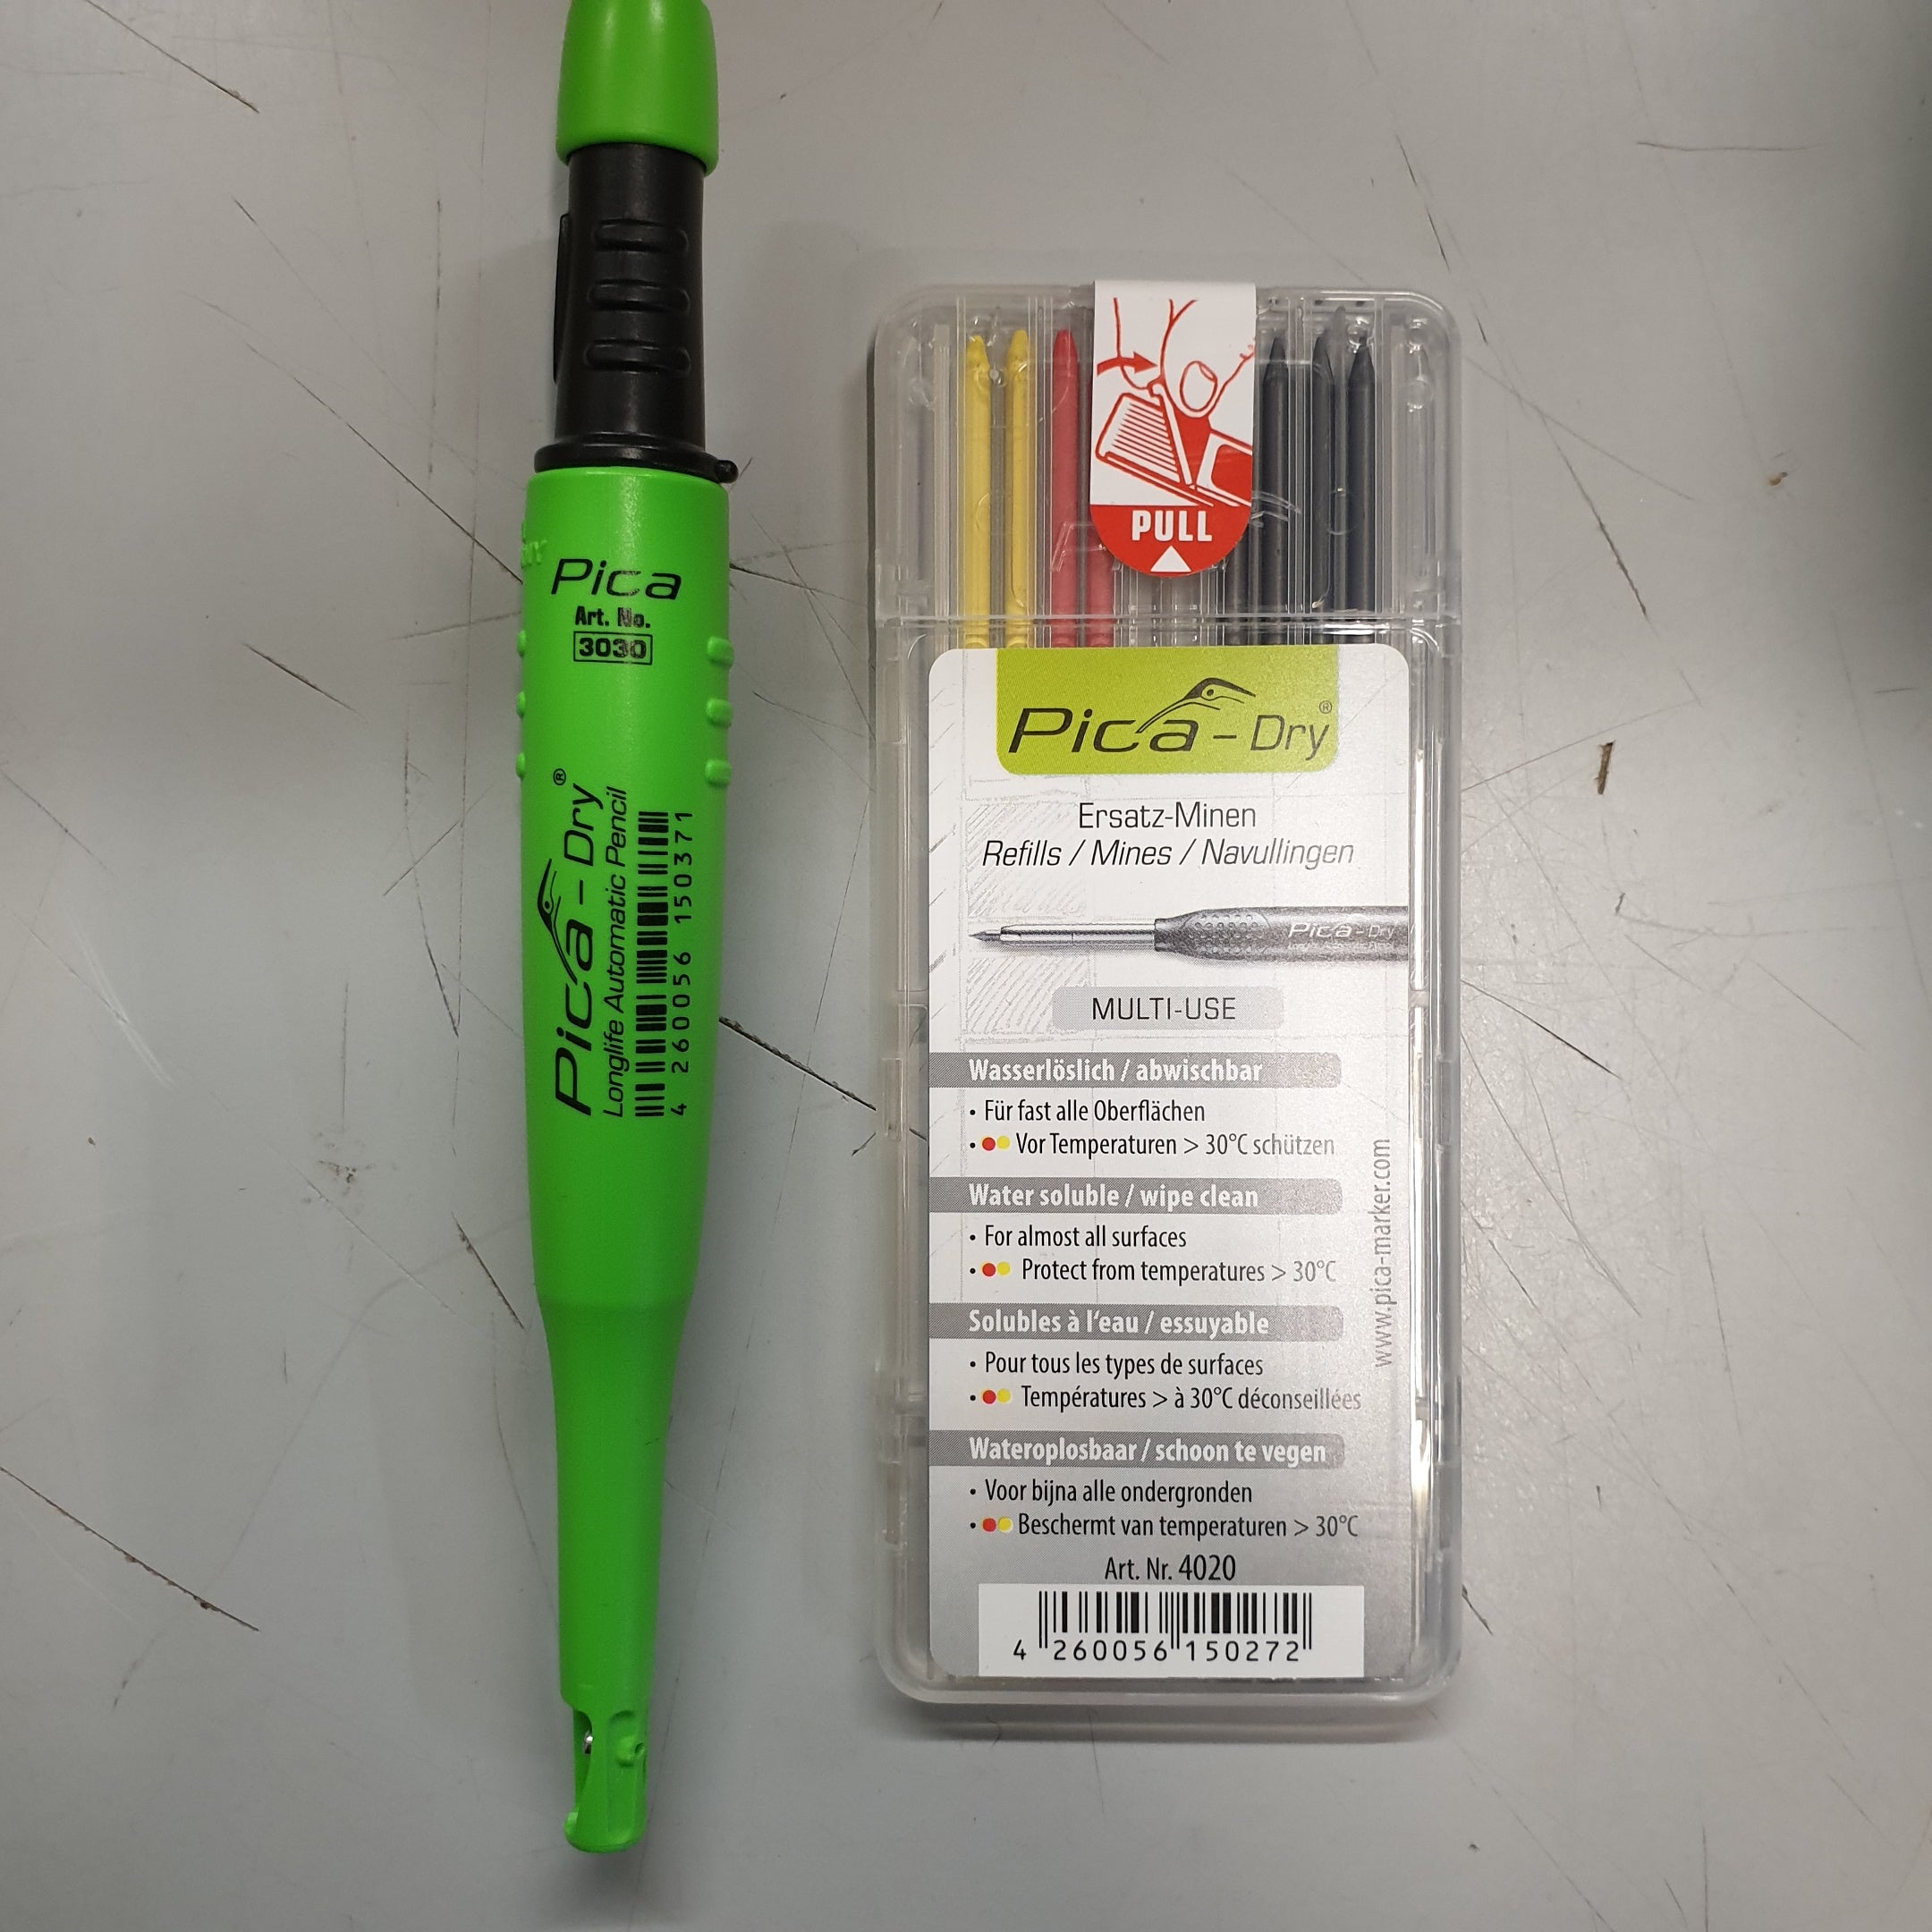 Pica
Art. No.
3030
Pica-Dry®
Longlife Automatic Pencil
4 260056 150371
PULL
Pica-Dry®
Ersatz-Minen
Refills / Mines / Navullingen
Pica-Dry
MULTI-USE
Wasserlöslich / abwischbar
• Für fast alle Oberflächen
• Vor Temperaturen > 30°C schützen
Water soluble / wipe clean
• For almost all surfaces
• Protect from temperatures > 30°C
Solubles à l'eau / essuyable
• Pour tous les types de surfaces
• Températures > à 30°C déconseillées
Wateroplosbaar / schoon te vegen
• Voor bijna alle ondergronden
• Beschermt van temperaturen > 30°C
Art. Nr. 4020
4 260056 150272
www.pica-marker.com